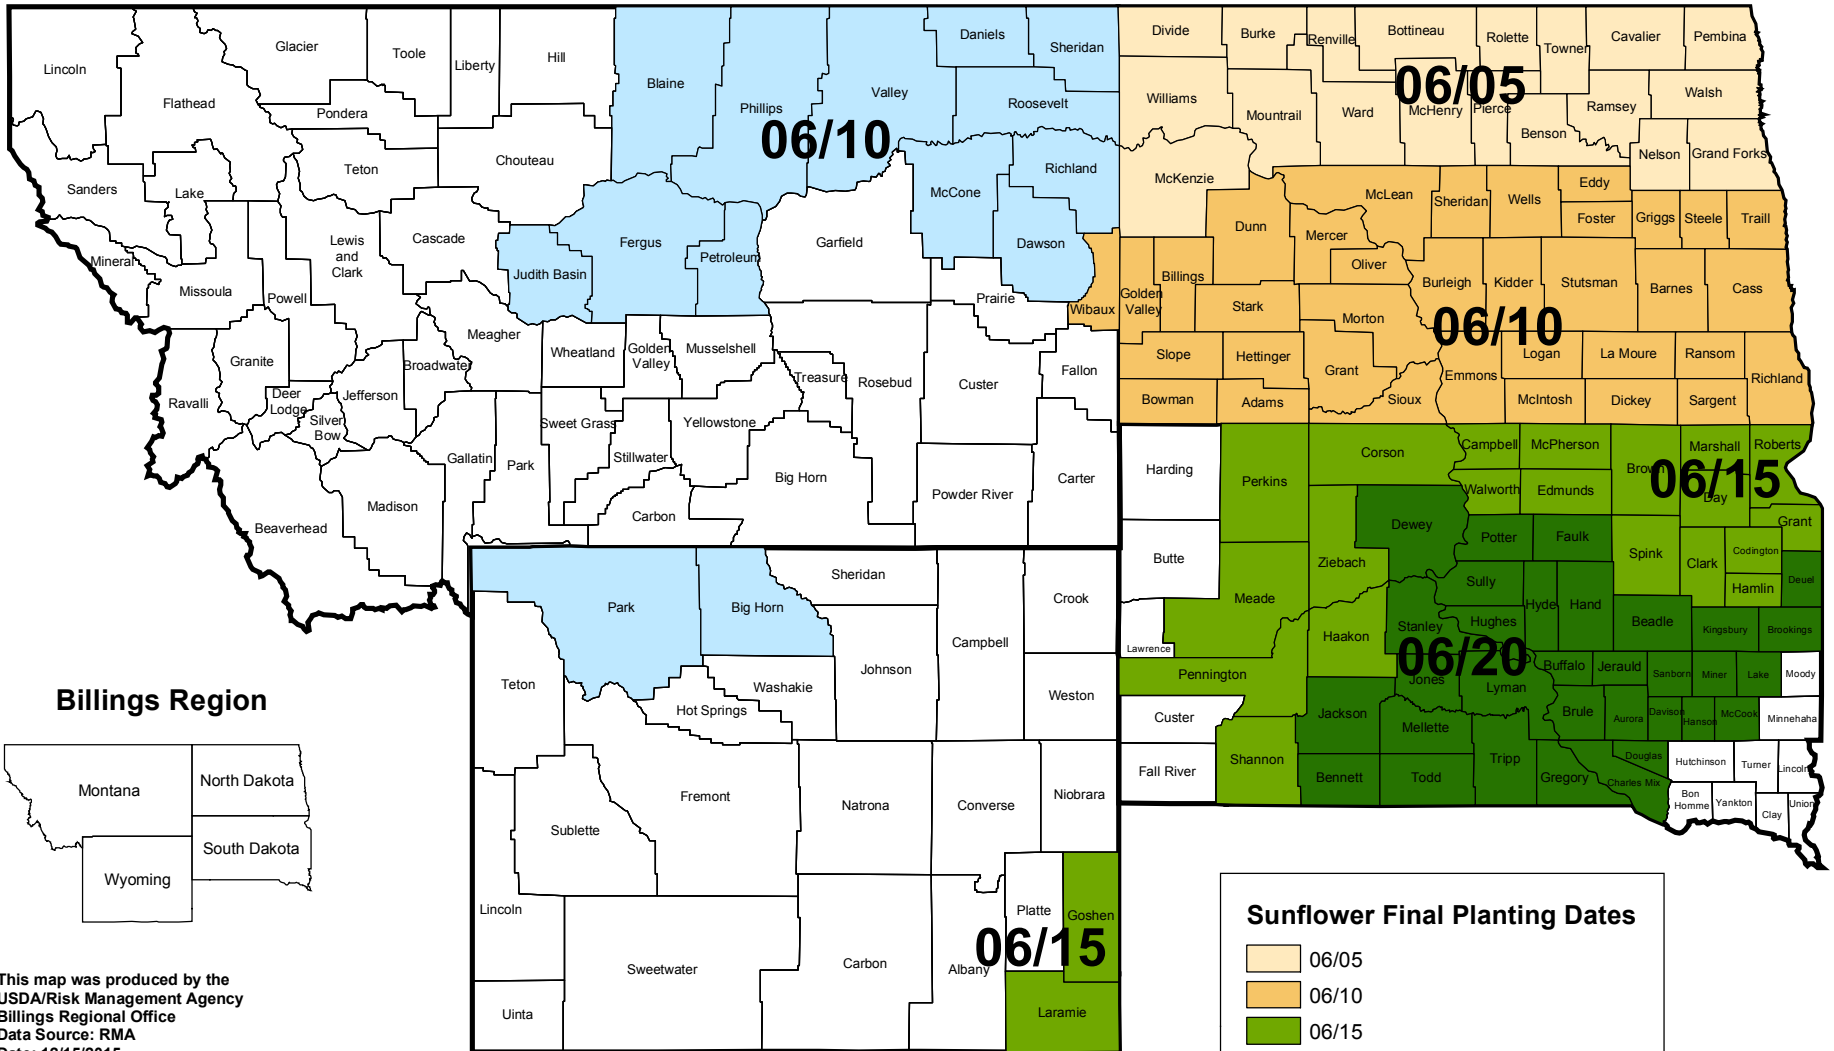 Lincoln
Flathead
Glacier
Toole
Liberty
Hill
Blaine
Phillips
Valley
Daniels
Sheridan
Roosevelt
Pondera
Teton
Chouteau
06/10
Richland
McCone
Sanders
Lake
Cascade
Lewis
and
Clark
Fergus
Petroleum
Judith Basin
Garfield
Dawson
Prairie
Wibaux
Mineral
Missoula
Powell
Meagher
Wheatland
Golden
Valley
Musselshell
Treasure
Rosebud
Custer
Fallon
Granite
Broadwater
Jefferson
Deer
Lodge
Silver
Bow
Ravalli
Sweet Grass
Yellowstone
Stillwater
Gallatin
Park
Big Horn
Powder River
Carter
Carbon
Madison
Beaverhead
Divide
Burke
Renville
Bottineau
Rolette
Towner
Cavalier
Pembina
06/05
Williams
Mountrail
Ward
McHenry
Pierce
Benson
Ramsey
Walsh
Nelson
Grand Forks
McKenzie
McLean
Sheridan
Wells
Eddy
Foster
Griggs
Steele
Traill
Dunn
Mercer
Oliver
Billings
Golden
Valley
Stark
Burleigh
Kidder
Stutsman
Barnes
Cass
Morton
06/10
Slope
Hettinger
Grant
Logan
La Moure
Ransom
Richland
Emmons
Sioux
Bowman
Adams
McIntosh
Dickey
Sargent
Harding
Perkins
Corson
Campbell
McPherson
Brown
Marshall
Roberts
06/15
Day
Walworth
Edmunds
Dewey
Grant
Butte
Ziebach
Potter
Faulk
Spink
Clark
Codington
Hamlin
Deuel
Meade
Sully
Hyde
Hand
Beadle
Kingsbury
Brookings
Haakon
Stanley
Hughes
06/20
Lawrence
Pennington
Jones
Lyman
Buffalo
Jerauld
Sanborn
Miner
Lake
Moody
Custer
Jackson
Mellette
Brule
Aurora
Davison
Hanson
McCook
Minnehaha
Fall River
Shannon
Bennett
Todd
Tripp
Gregory
Douglas
Charles Mix
Hutchinson
Turner
Lincoln
Bon
Homme
Yankton
Clay
Union
Park
Big Horn
Sheridan
Crook
Campbell
Johnson
Teton
Washakie
Hot Springs
Weston
Fremont
Natrona
Converse
Niobrara
Sublette
Lincoln
Platte
Goshen
06/15
Albany
Sweetwater
Carbon
Uinta
Laramie
Billings Region
Montana
North Dakota
South Dakota
Wyoming
This map was produced by the
USDA/Risk Management Agency
Billings Regional Office
Data Source: RMA
Date: 12/15/2015
Sunflower Final Planting Dates
06/05
06/10
06/15